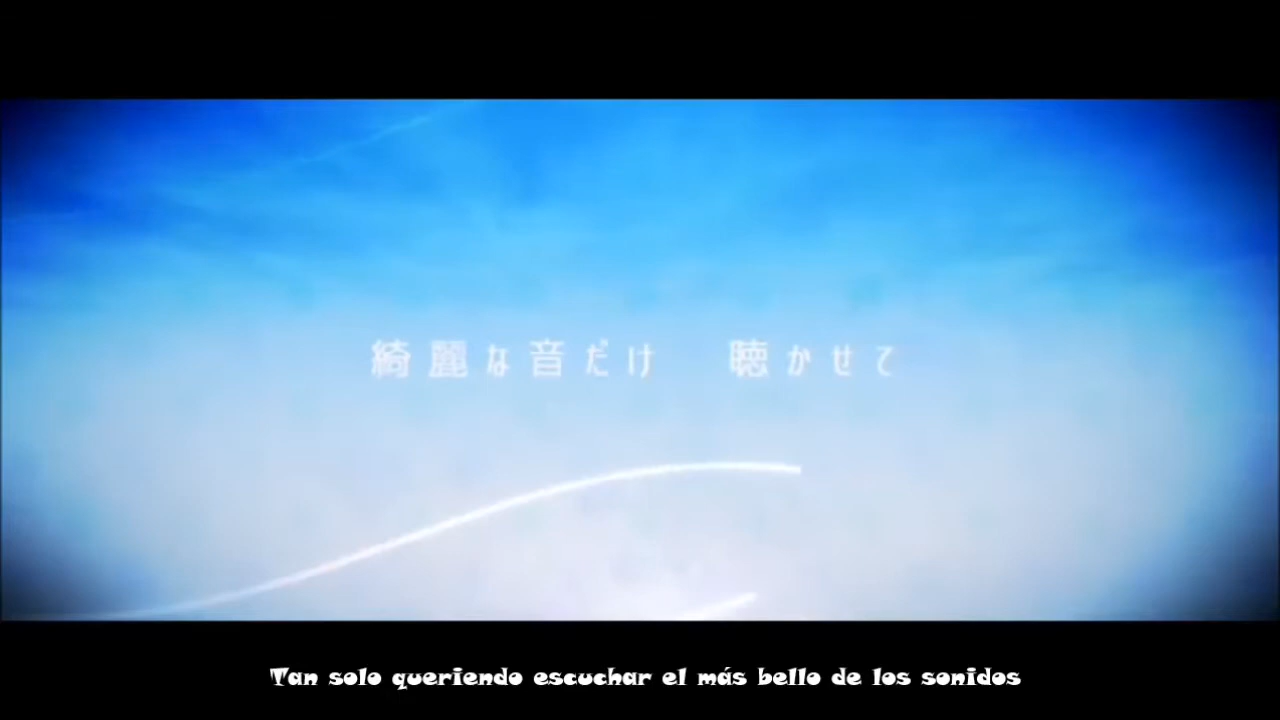 綺麗な音だけ　聴かせて
Tan solo queriendo escuchar el más bello de los sonidos